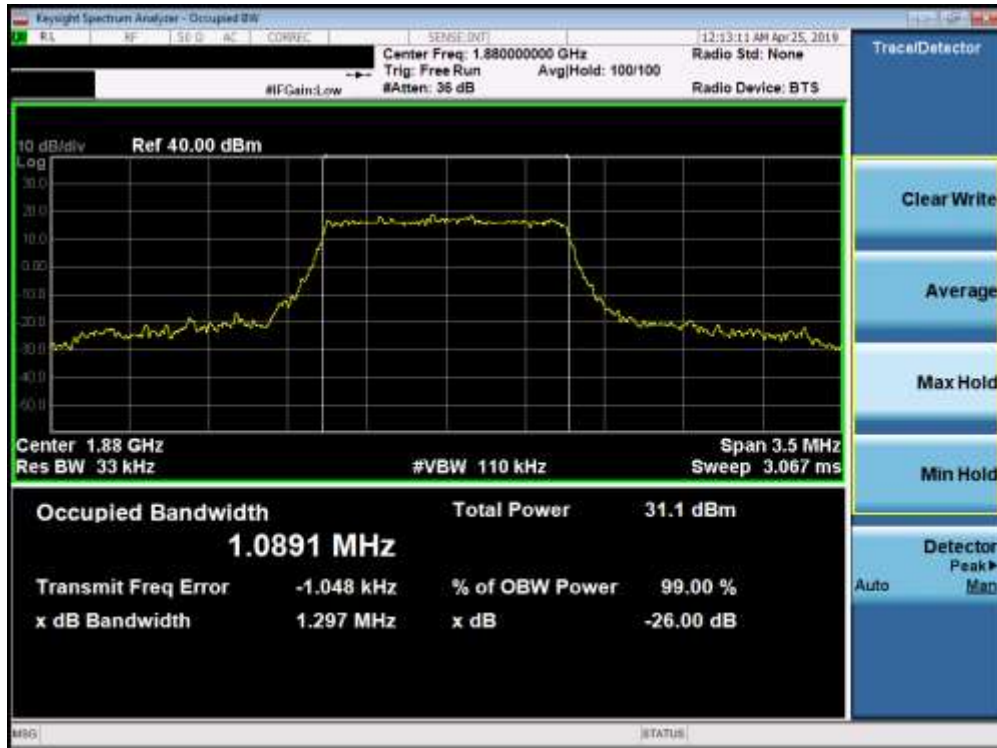 Keysight Spectrum Analyzer - Occupied BW
RL RF 50 Ω AC CORREC SENSE:INT 12:13:11 AM Apr 25, 2019
Center Freq: 1.880000000 GHz Radio Std: None
Trig: Free Run Avg|Hold: 100/100
#IFGain:Low #Atten: 36 dB Radio Device: BTS
Trace/Detector
10 dB/div Ref 40.00 dBm
Log
30.0
20.0
10.0
0.00
-10.0
-20.0
-30.0
-40.0
-50.0
Center 1.88 GHz Span 3.5 MHz
Res BW 33 kHz #VBW 110 kHz Sweep 3.067 ms
Clear Write
Average
Max Hold
Min Hold
Detector
Peak▶
Auto Man
Occupied Bandwidth Total Power 31.1 dBm
1.0891 MHz
Transmit Freq Error -1.048 kHz % of OBW Power 99.00 %
x dB Bandwidth 1.297 MHz x dB -26.00 dB
MSG STATUS